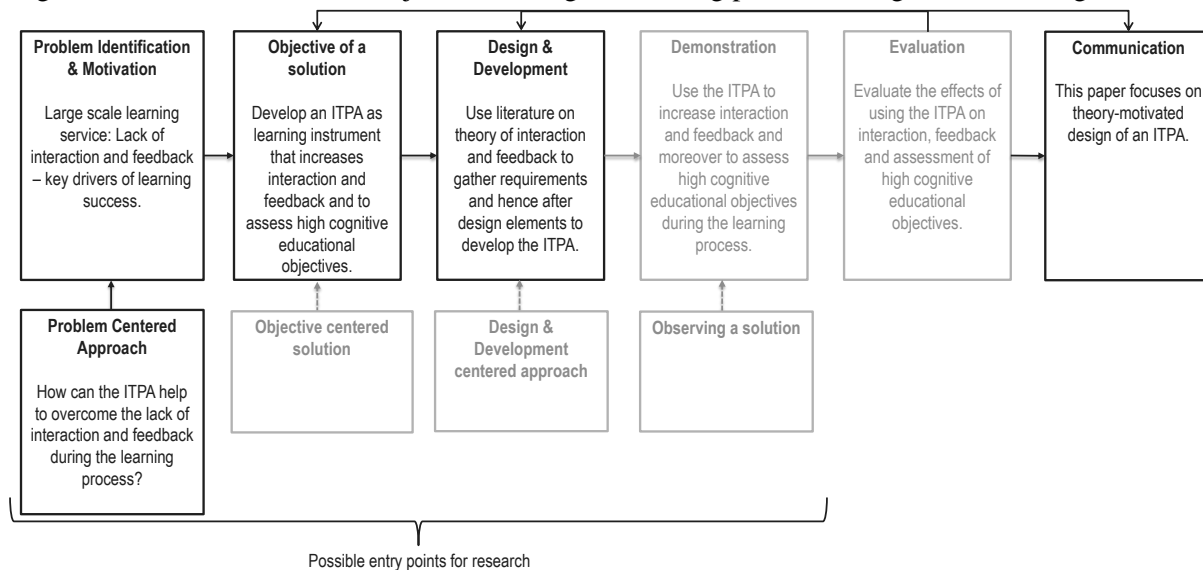 Problem Identification
& Motivation
Large scale learning
service: Lack of
interaction and feedback
– key drivers of learning
success.
Objective of a
solution
Develop an ITPA as
learning instrument
that increases
interaction and
feedback and to
assess high cognitive
educational
objectives.
Design &
Development
Use literature on
theory of interaction
and feedback to
gather requirements
and hence after
design elements to
develop the ITPA.
Demonstration
Use the ITPA to
increase interaction
and feedback and
moreover to assess
high cognitive
educational objectives
during the learning
process.
Evaluation
Evaluate the effects of
using the ITPA on
interaction, feedback
and assessment of
high cognitive
educational
objectives.
Communication
This paper focuses on
theory-motivated
design of an ITPA.
Problem Centered
Approach
How can the ITPA help
to overcome the lack of
interaction and feedback
during the learning
process?
Objective centered
solution
Design &
Development
centered approach
Observing a solution
Possible entry points for research